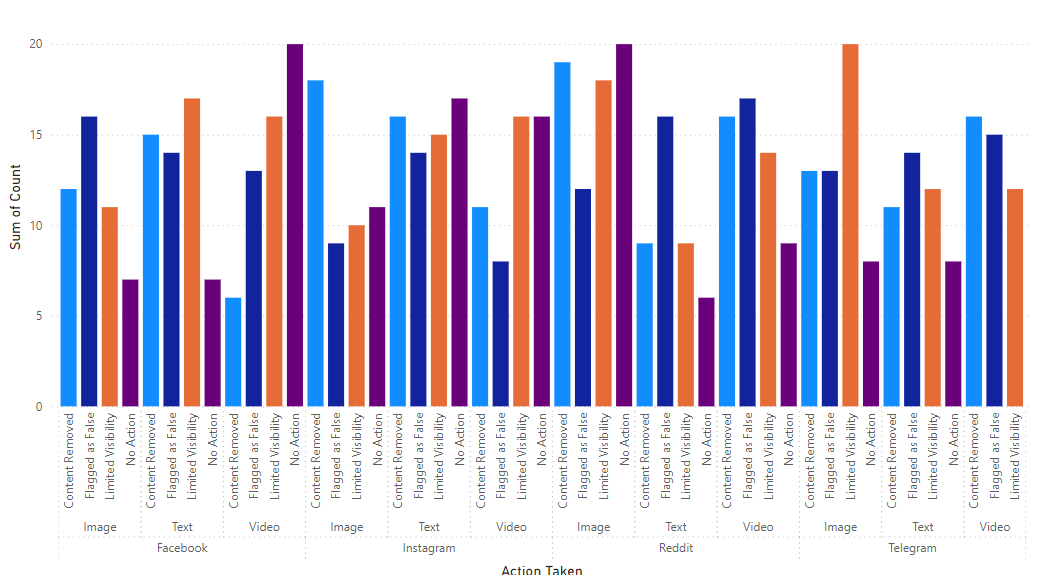 20
15
10
5
0
Sum of Count
Content Removed
Flagged as False
Limited Visibility
No Action
Content Removed
Flagged as False
Limited Visibility
No Action
Content Removed
Flagged as False
Limited Visibility
No Action
Content Removed
Flagged as False
Limited Visibility
No Action
Content Removed
Flagged as False
Limited Visibility
No Action
Content Removed
Flagged as False
Limited Visibility
No Action
Content Removed
Flagged as False
Limited Visibility
No Action
Content Removed
Flagged as False
Limited Visibility
No Action
Content Removed
Flagged as False
Limited Visibility
No Action
Content Removed
Flagged as False
Limited Visibility
No Action
Content Removed
Flagged as False
Limited Visibility
No Action
Content Removed
Flagged as False
Limited Visibility
Image Text Video Image Text Video Image Text Video Image Text Video
Facebook Instagram Reddit Telegram
Action Taken